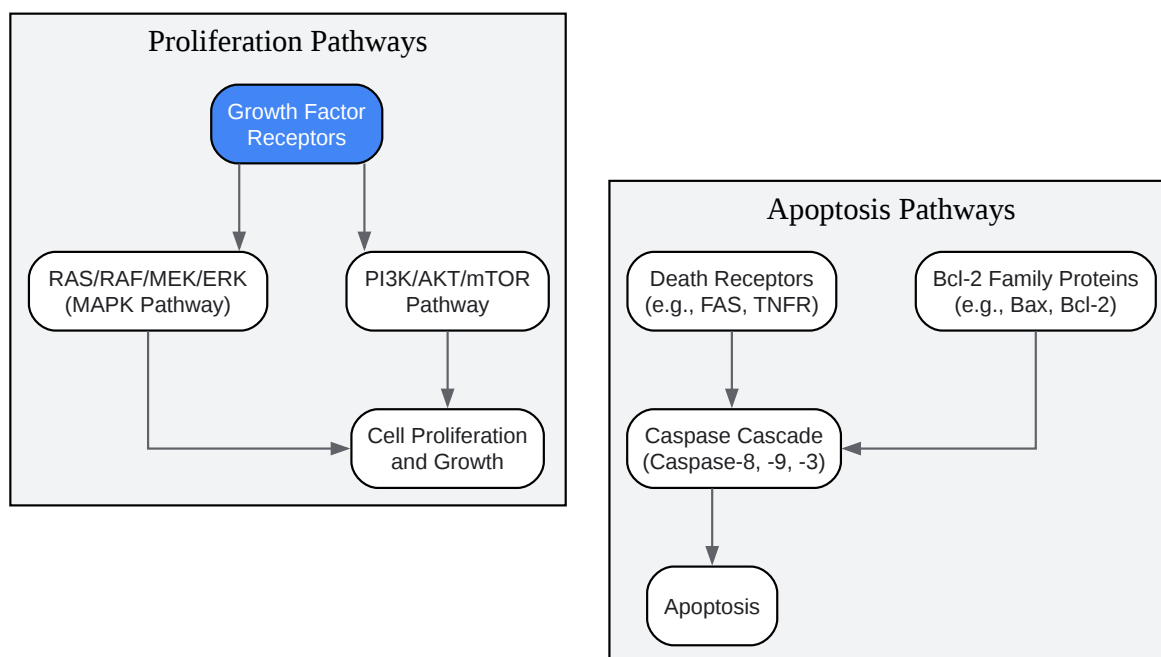 Proliferation Pathways
Growth Factor
Receptors
RAS/RAF/MEK/ERK
(MAPK Pathway)
PI3K/AKT/mTOR
Pathway
Cell Proliferation
and Growth
Apoptosis Pathways
Death Receptors
(e.g., FAS, TNFR)
Bcl-2 Family Proteins
(e.g., Bax, Bcl-2)
Caspase Cascade
(Caspase-8, -9, -3)
Apoptosis